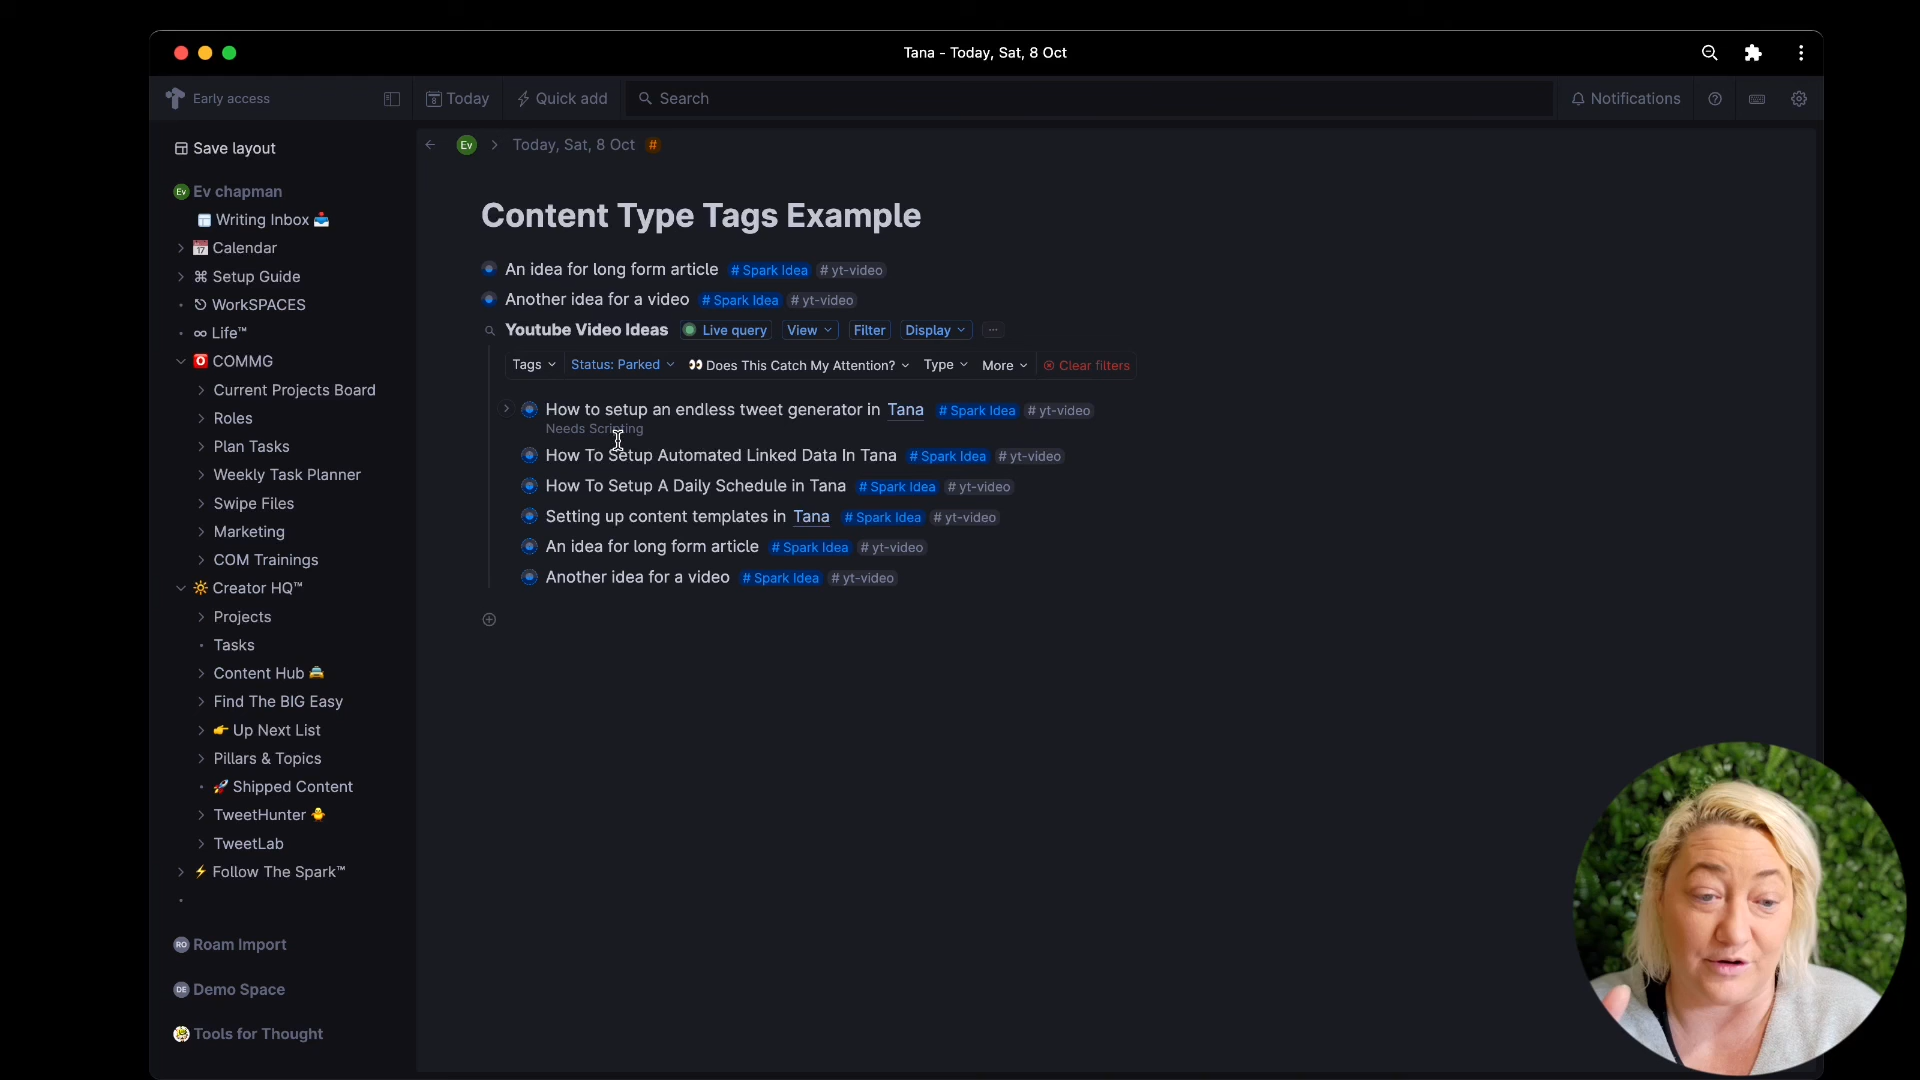 Tana - Today, Sat, 8 Oct
Early access
Today
Quick add
Search
Notifications
Save layout
Ev chapman
Writing Inbox
Calendar
Setup Guide
WorkSPACES
Life™
COMMG
Current Projects Board
Roles
Plan Tasks
Weekly Task Planner
Swipe Files
Marketing
COM Trainings
Creator HQ™
Projects
Tasks
Content Hub
Find The BIG Easy
Up Next List
Pillars & Topics
Shipped Content
TweetHunter
TweetLab
Follow The Spark™
RO Roam Import
DE Demo Space
Tools for Thought
Ev > Today, Sat, 8 Oct #
Content Type Tags Example
An idea for long form article # Spark Idea # yt-video
Another idea for a video # Spark Idea # yt-video
Youtube Video Ideas Live query View Filter Display ...
Tags Status: Parked 👀Does This Catch My Attention? Type More Clear filters
How to setup an endless tweet generator in Tana # Spark Idea # yt-video
Needs Scripting
How To Setup Automated Linked Data In Tana # Spark Idea # yt-video
How To Setup A Daily Schedule in Tana # Spark Idea # yt-video
Setting up content templates in Tana # Spark Idea # yt-video
An idea for long form article # Spark Idea # yt-video
Another idea for a video # Spark Idea # yt-video